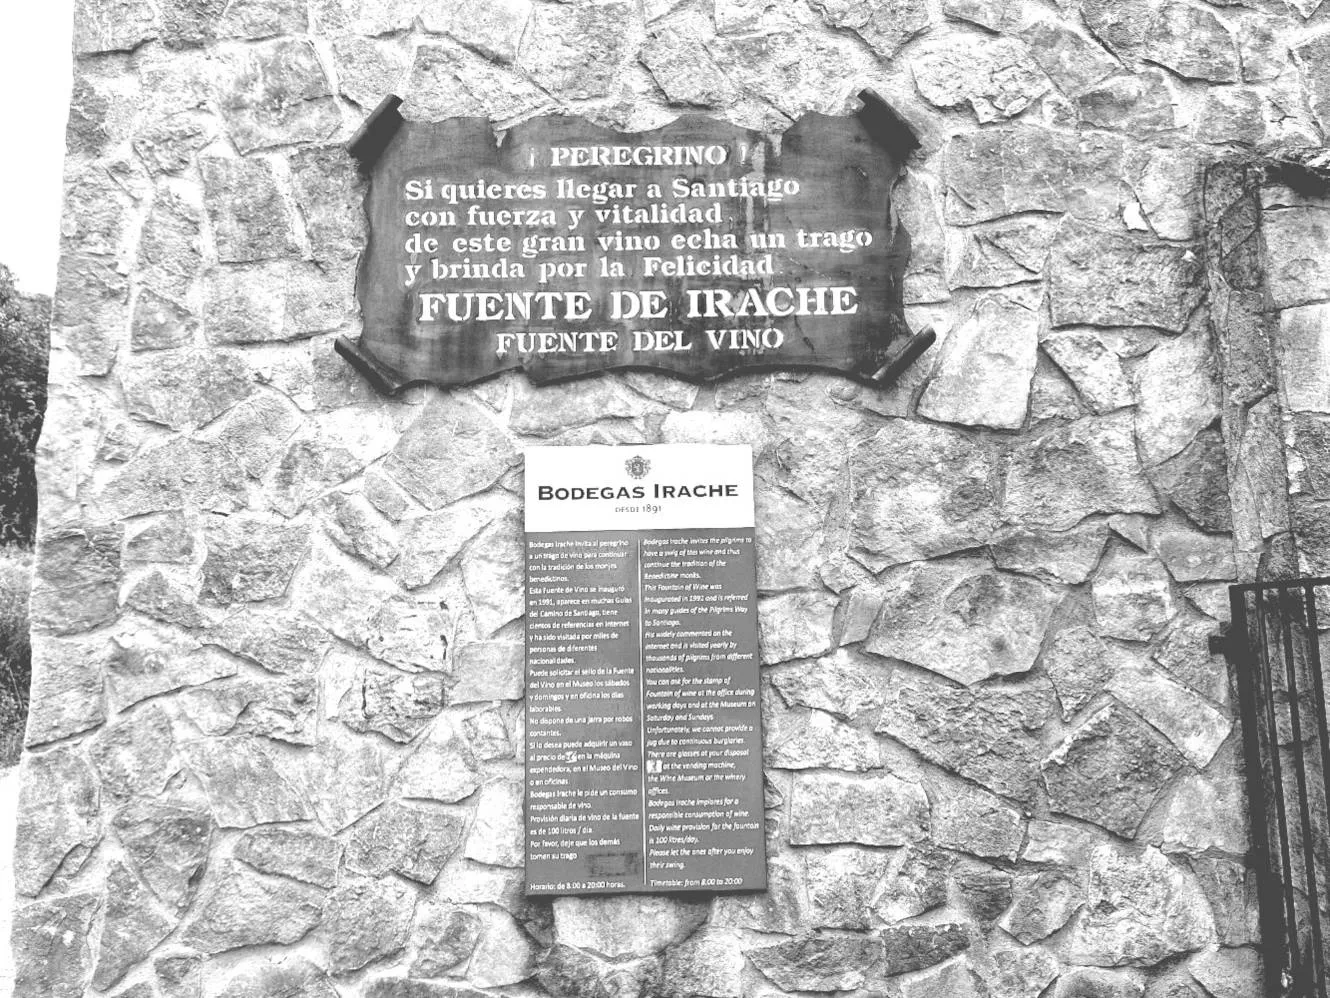 ¡ PEREGRINO !
Si quieres llegar a Santiago
con fuerza y vitalidad
de este gran vino echa un trago
y brinda por la Felicidad
FUENTE DE IRACHE
FUENTE DEL VINO
BODEGAS IRACHE
DESDE 1891
Bodegas Irache invita al peregrino
a un trago de vino para continuar
con la tradición de los monjes
benedictinos.
Esta Fuente de Vino se inauguró
en 1991, aparece en muchas Guías
del Camino de Santiago, tiene
cientos de referencias en internet
y ha sido visitada por miles de
personas de diferentes
nacionalidades.
Puede solicitar el sello de la Fuente
del Vino en el Museo los sábados
y domingos y en oficina los días
laborables.
No dispone de una jarra por robos
contantes.
Si lo desea puede adquirir un vaso
al precio de en la máquina
expendedora, en el Museo del Vino
o en oficinas.
Bodegas Irache le pide un consumo
responsable de vino.
Provisión diaria de vino de la fuente
es de 100 litros / día.
Por favor, deje que los demás
tomen su trago
Horario: de 8:00 a 20:00 horas.
Bodegas Irache invites the pilgrims to
have a swig of this wine and thus
continue the tradition of the
Benedictine monks.
This Fountain of Wine was
inaugurated in 1991 and is referred
in many guides of the Pilgrims Way
to Santiago.
It is widely commented on the
internet and is visited yearly by
thousands of pilgrims from different
nationalities.
You can ask for the stamp of
Fountain of wine at the office during
working days and at the Museum on
Saturday and Sundays
Unfortunately, we cannot provide a
jug due to continuous burglaries.
There are glasses at your disposal
at the vending machine,
the Wine Museum or the winery
offices.
Bodegas Irache implores for a
responsible consumption of wine.
Daily wine provision for the fountain
is 100 litres/day.
Please let the ones after you enjoy
their swing.
Timetable: from 8.00 to 20:00